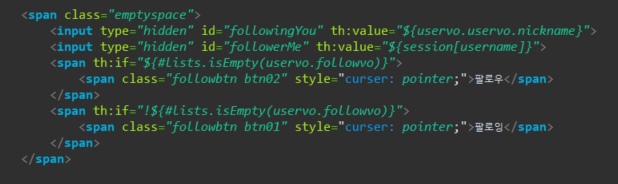 <span class="emptyspace">
<input type="hidden" id="followingYou" th:value="${uservo.uservo.nickname}">
<input type="hidden" id="followerMe" th:value="${session[username]}">
<span th:if="${#lists.isEmpty(uservo.followvo)}">
<span class="followbtn btn02" style="curser: pointer;">팔로우</span>
</span>
<span th:if="!${#lists.isEmpty(uservo.followvo)}">
<span class="followbtn btn01" style="curser: pointer;">팔로잉</span>
</span>
</span>